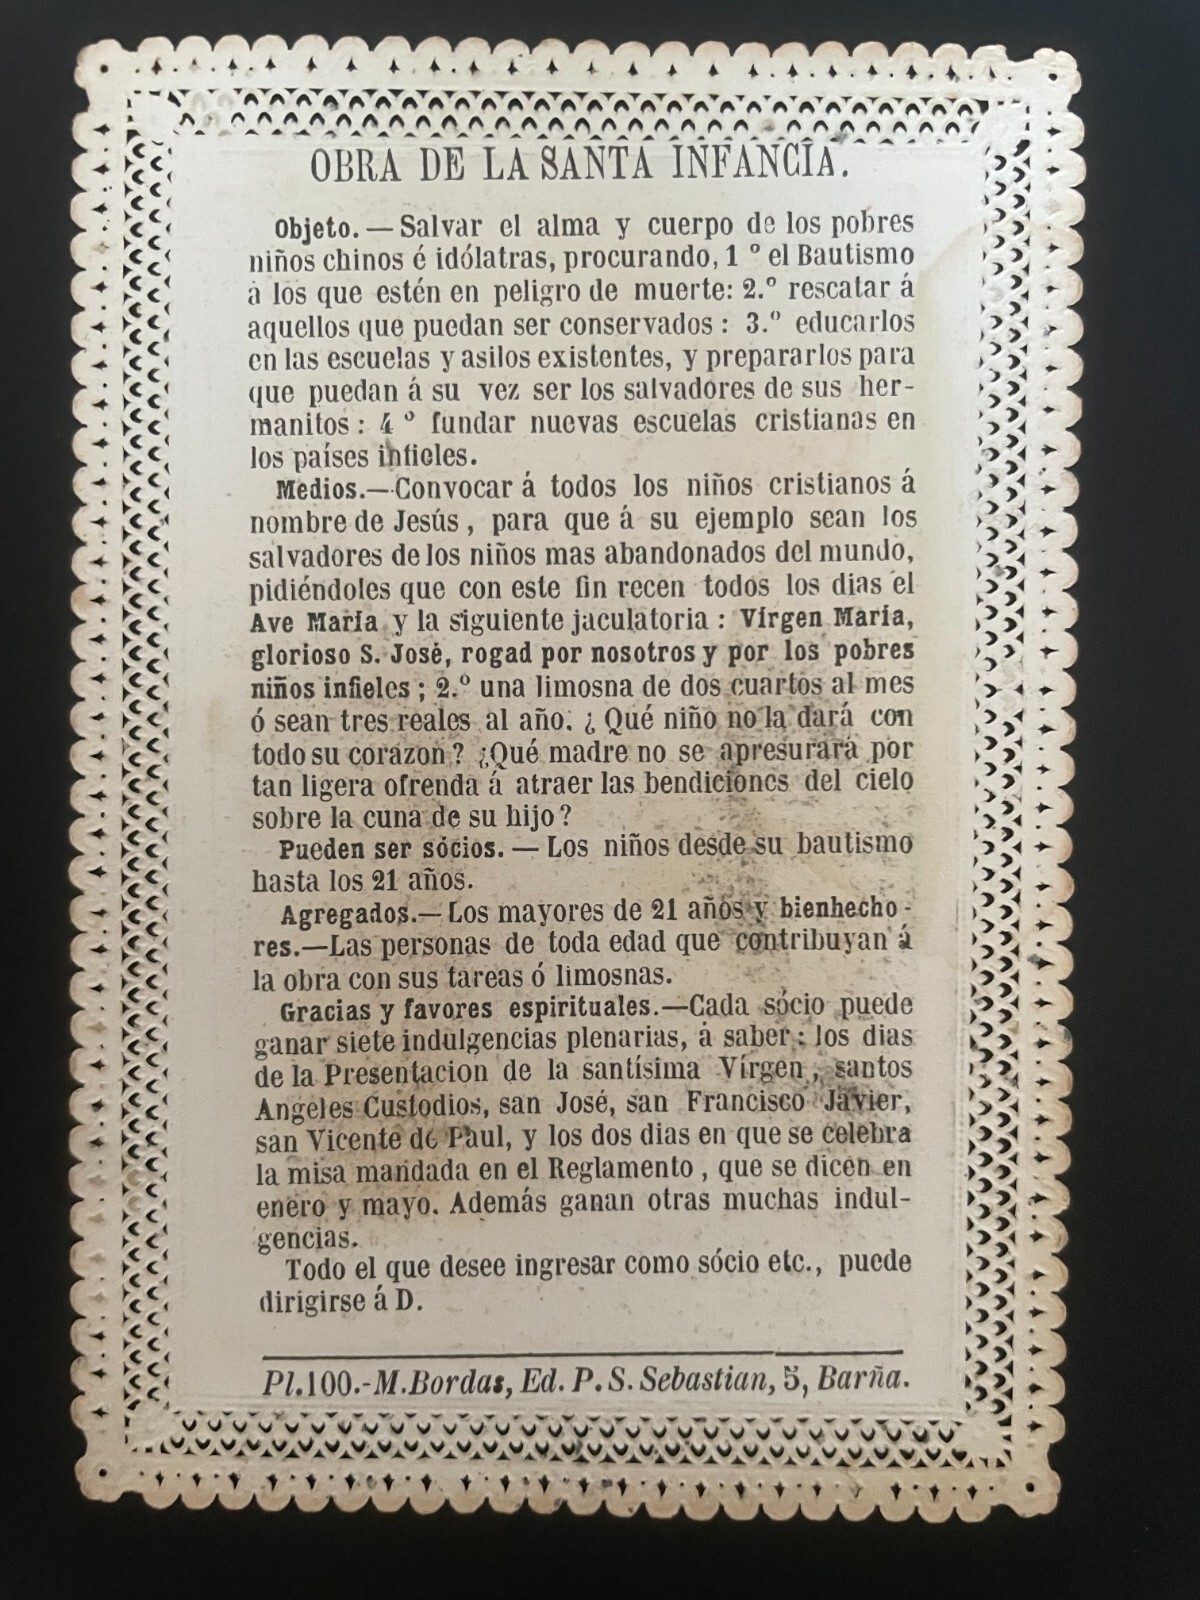 OBRA DE LA SANTA INFANCIA.
Objeto. — Salvar el alma y cuerpo de los pobres
niños chinos é idólatras, procurando, 1 º el Bautismo
á los que estén en peligro de muerte: 2.º rescatar á
aquellos que puedan ser conservados : 3.º educarlos
en las escuelas y asilos existentes, y prepararlos para
que puedan á su vez ser los salvadores de sus her-
manitos : 4 º fundar nuevas escuelas cristianas en
los países infieles.
Medios.—Convocar á todos los niños cristianos á
nombre de Jesús, para que á su ejemplo sean los
salvadores de los niños mas abandonados del mundo,
pidiéndoles que con este fin recen todos los dias el
Ave María y la siguiente jaculatoria : Vírgen María,
glorioso S. José, rogad por nosotros y por los pobres
niños infieles ; 2.º una limosna de dos cuartos al mes
ó sean tres reales al año. ¿ Qué niño no la dará con
todo su corazon ? ¿Qué madre no se apresurará por
tan ligera ofrenda á atraer las bendiciones del cielo
sobre la cuna de su hijo ?
Pueden ser sócios. — Los niños desde su bautismo
hasta los 21 años.
Agregados.— Los mayores de 21 años y bienhecho-
res.—Las personas de toda edad que contribuyan á
la obra con sus tareas ó limosnas.
Gracias y favores espirituales.—Cada sócio puede
ganar siete indulgencias plenarias, á saber : los dias
de la Presentacion de la santísima Vírgen, santos
Angeles Custodios, san José, san Francisco Javier,
san Vicente de Paul, y los dos dias en que se celebra
la misa mandada en el Reglamento, que se dicen en
enero y mayo. Además ganan otras muchas indul-
gencias.
Todo el que desee ingresar como sócio etc., puede
dirigirse á D.
Pl.100.-M.Bordas, Ed. P. S. Sebastian, 5, Barña.